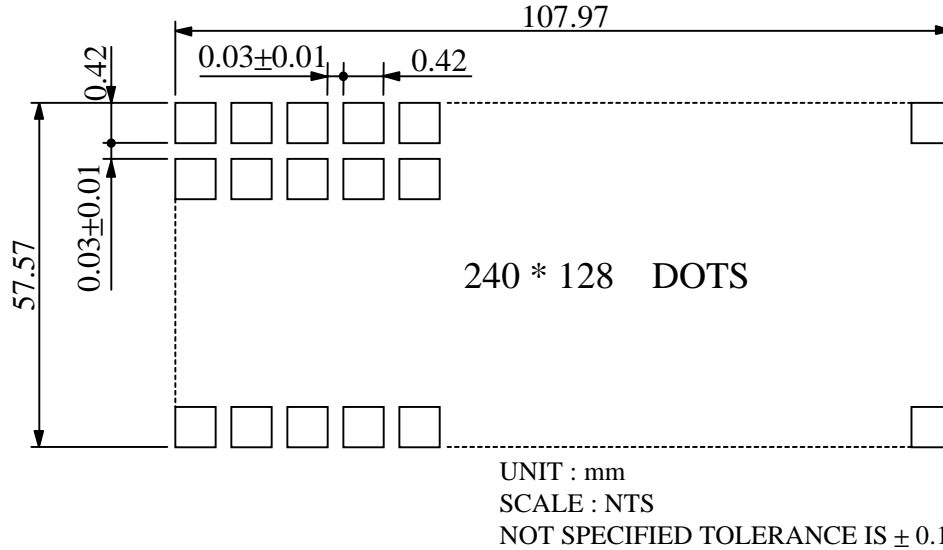 107.97
0.03±0.01
0.42
0.42
0.03±0.01
57.57
240 * 128 DOTS
UNIT : mm
SCALE : NTS
NOT SPECIFIED TOLERANCE IS ± 0.1